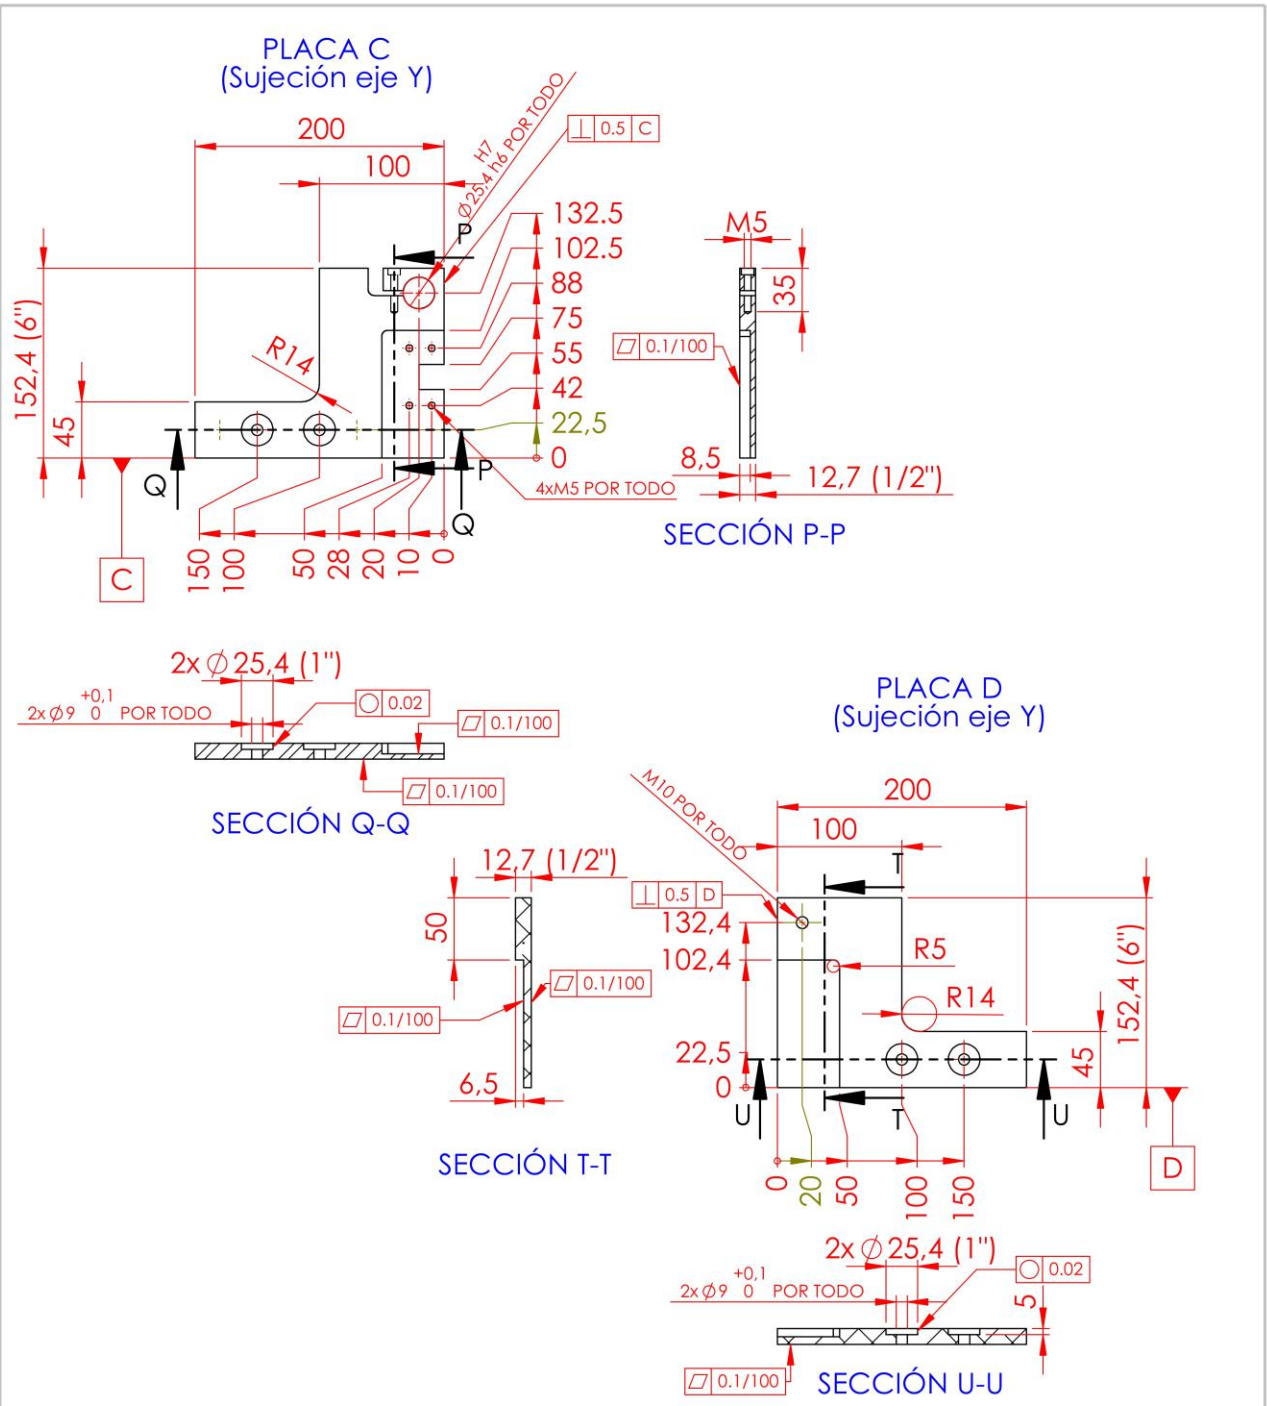 PLACA C
(Sujeción eje Y)
200
100
H7
Ø25,4 h6 POR TODO
⊥ 0.5 C
P
132.5
102.5
88
75
55
42
22,5
0
152,4 (6")
45
R14
Q
Q
P
4xM5 POR TODO
150
100
50
28
20
10
0
C
M5
35
▱ 0.1/100
8,5
12,7 (1/2")
SECCIÓN P-P
2x Ø25,4 (1")
2x Ø9 +0,1 0 POR TODO
○ 0.02
▱ 0.1/100
▱ 0.1/100
SECCIÓN Q-Q
PLACA D
(Sujeción eje Y)
12,7 (1/2")
50
▱ 0.1/100
▱ 0.1/100
6,5
SECCIÓN T-T
M10 POR TODO
200
100
T
⊥ 0.5 D
132,4
102,4
22,5
0
R5
R14
152,4 (6")
45
U
T
U
0
20
50
100
150
D
2x Ø25,4 (1")
2x Ø9 +0,1 0 POR TODO
○ 0.02
5
▱ 0.1/100
SECCIÓN U-U